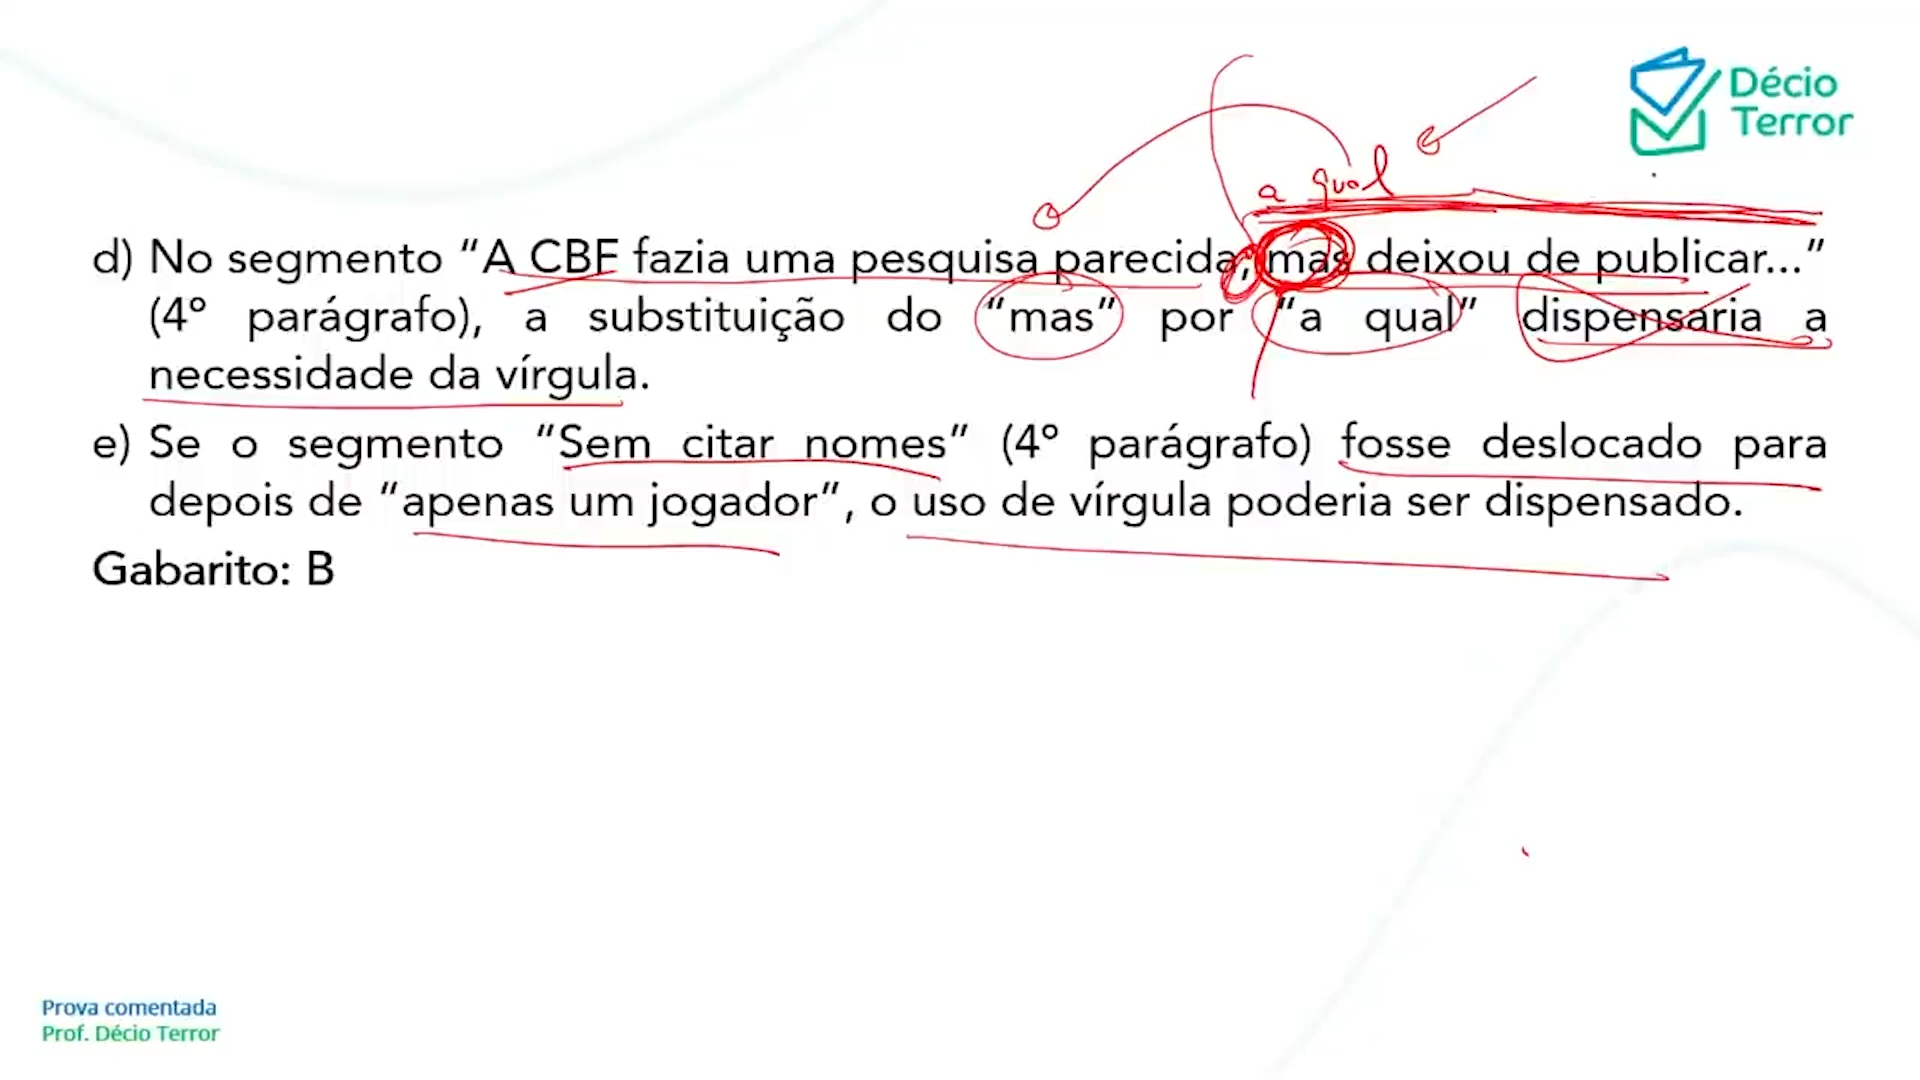 Décio
Terror
a qual
d) No segmento “A CBF fazia uma pesquisa parecida, mas deixou de publicar...”
(4º parágrafo), a substituição do “mas” por “a qual” dispensaria a
necessidade da vírgula.
e) Se o segmento “Sem citar nomes” (4º parágrafo) fosse deslocado para
depois de “apenas um jogador”, o uso de vírgula poderia ser dispensado.
Gabarito: B
Prova comentada
Prof. Décio Terror